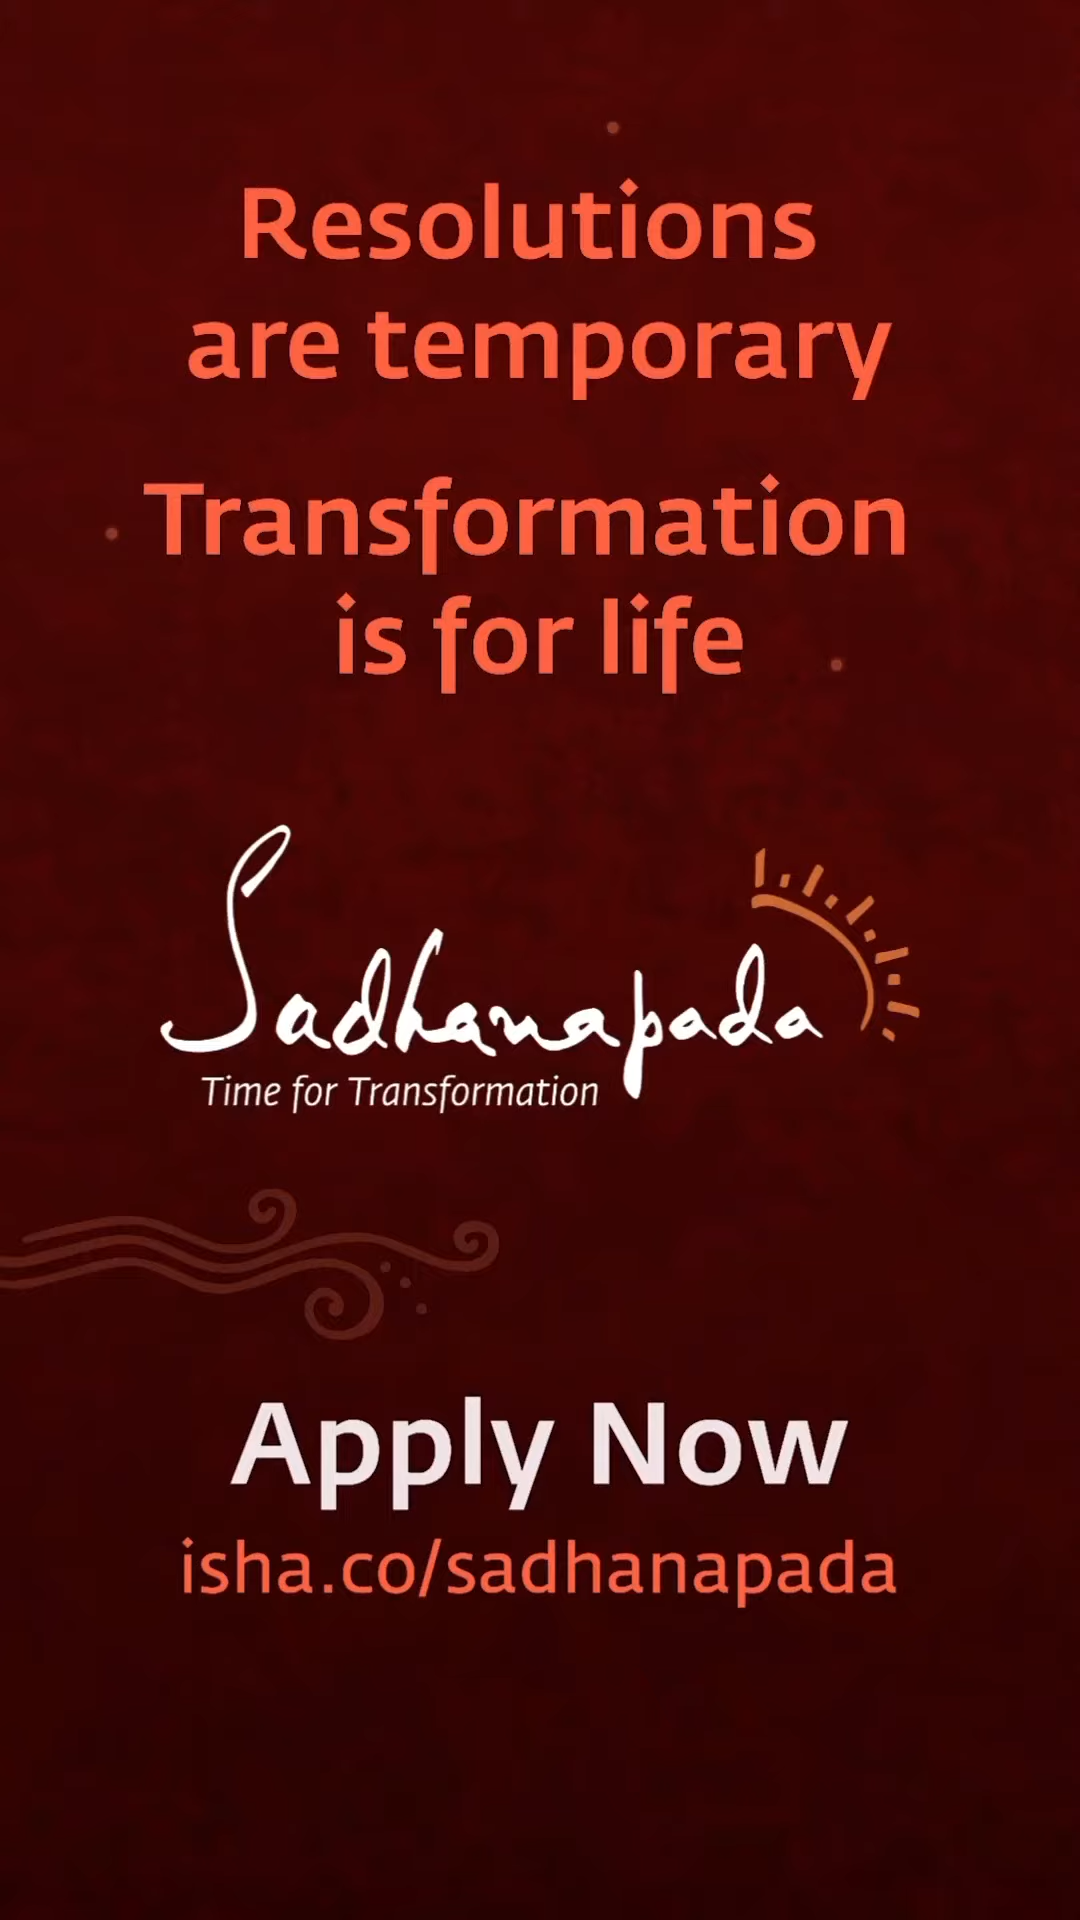 Resolutions
are temporary
Transformation
is for life
Sadhanapada
Time for Transformation
Apply Now
isha.co/sadhanapada